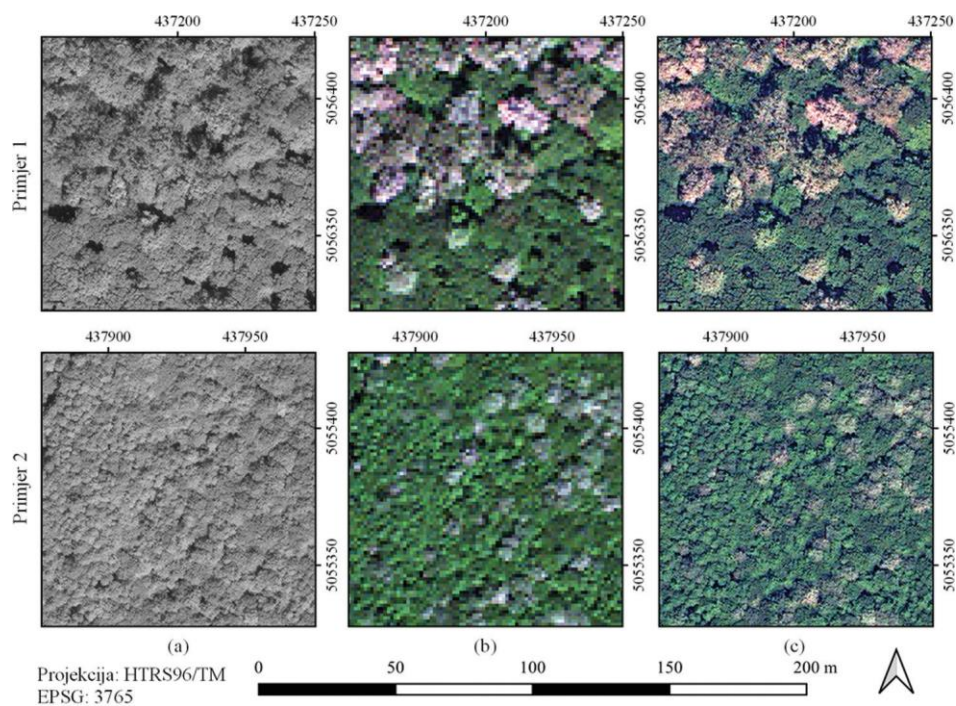 437200 437250 437200 437250 437200 437250
Primjer 1
5056400 5056400 5056400
5056350 5056350 5056350
437900 437950 437900 437950 437900 437950
Primjer 2
5055400 5055400 5055400
5055350 5055350 5055350
(a) (b) (c)
Projekcija: HTRS96/TM
EPSG: 3765
0 50 100 150 200 m